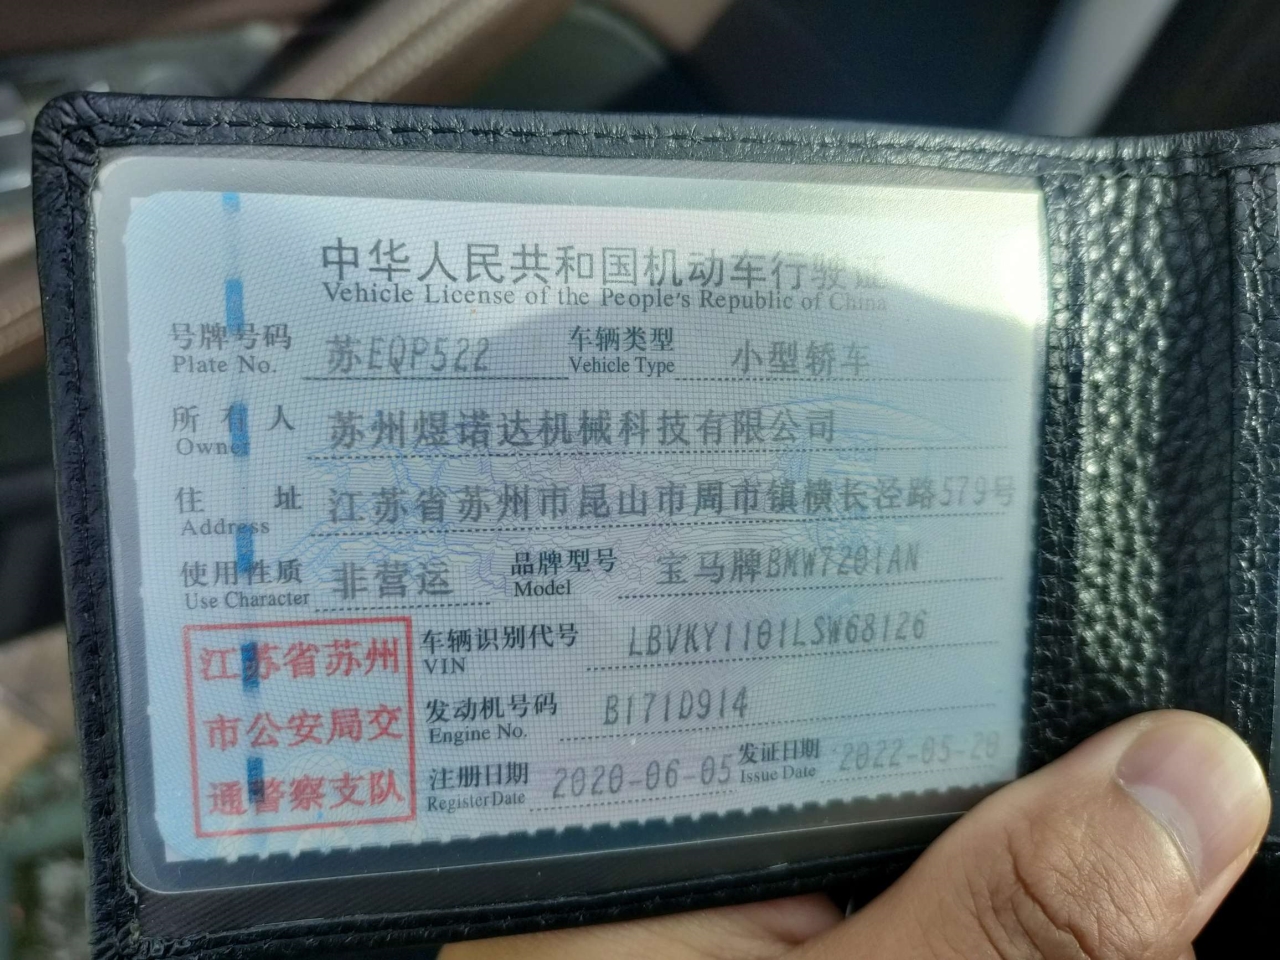 中华人民共和国机动车行驶证
Vehicle License of the People's Republic of China
号牌号码 苏EQP522 车辆类型 小型轿车
Plate No. Vehicle Type
所有人 苏州煜诺达机械科技有限公司
Owner
住址 江苏省苏州市昆山市周市镇横长泾路579号
Address
使用性质 非营运 品牌型号 宝马牌BMW7201AN
Use Character Model
江苏省苏州
市公安局交
通警察支队
车辆识别代号 LBVKY1101LSW68126
VIN
发动机号码 B171D914
Engine No.
注册日期 2020-06-05 发证日期 2022-05-20
Register Date Issue Date